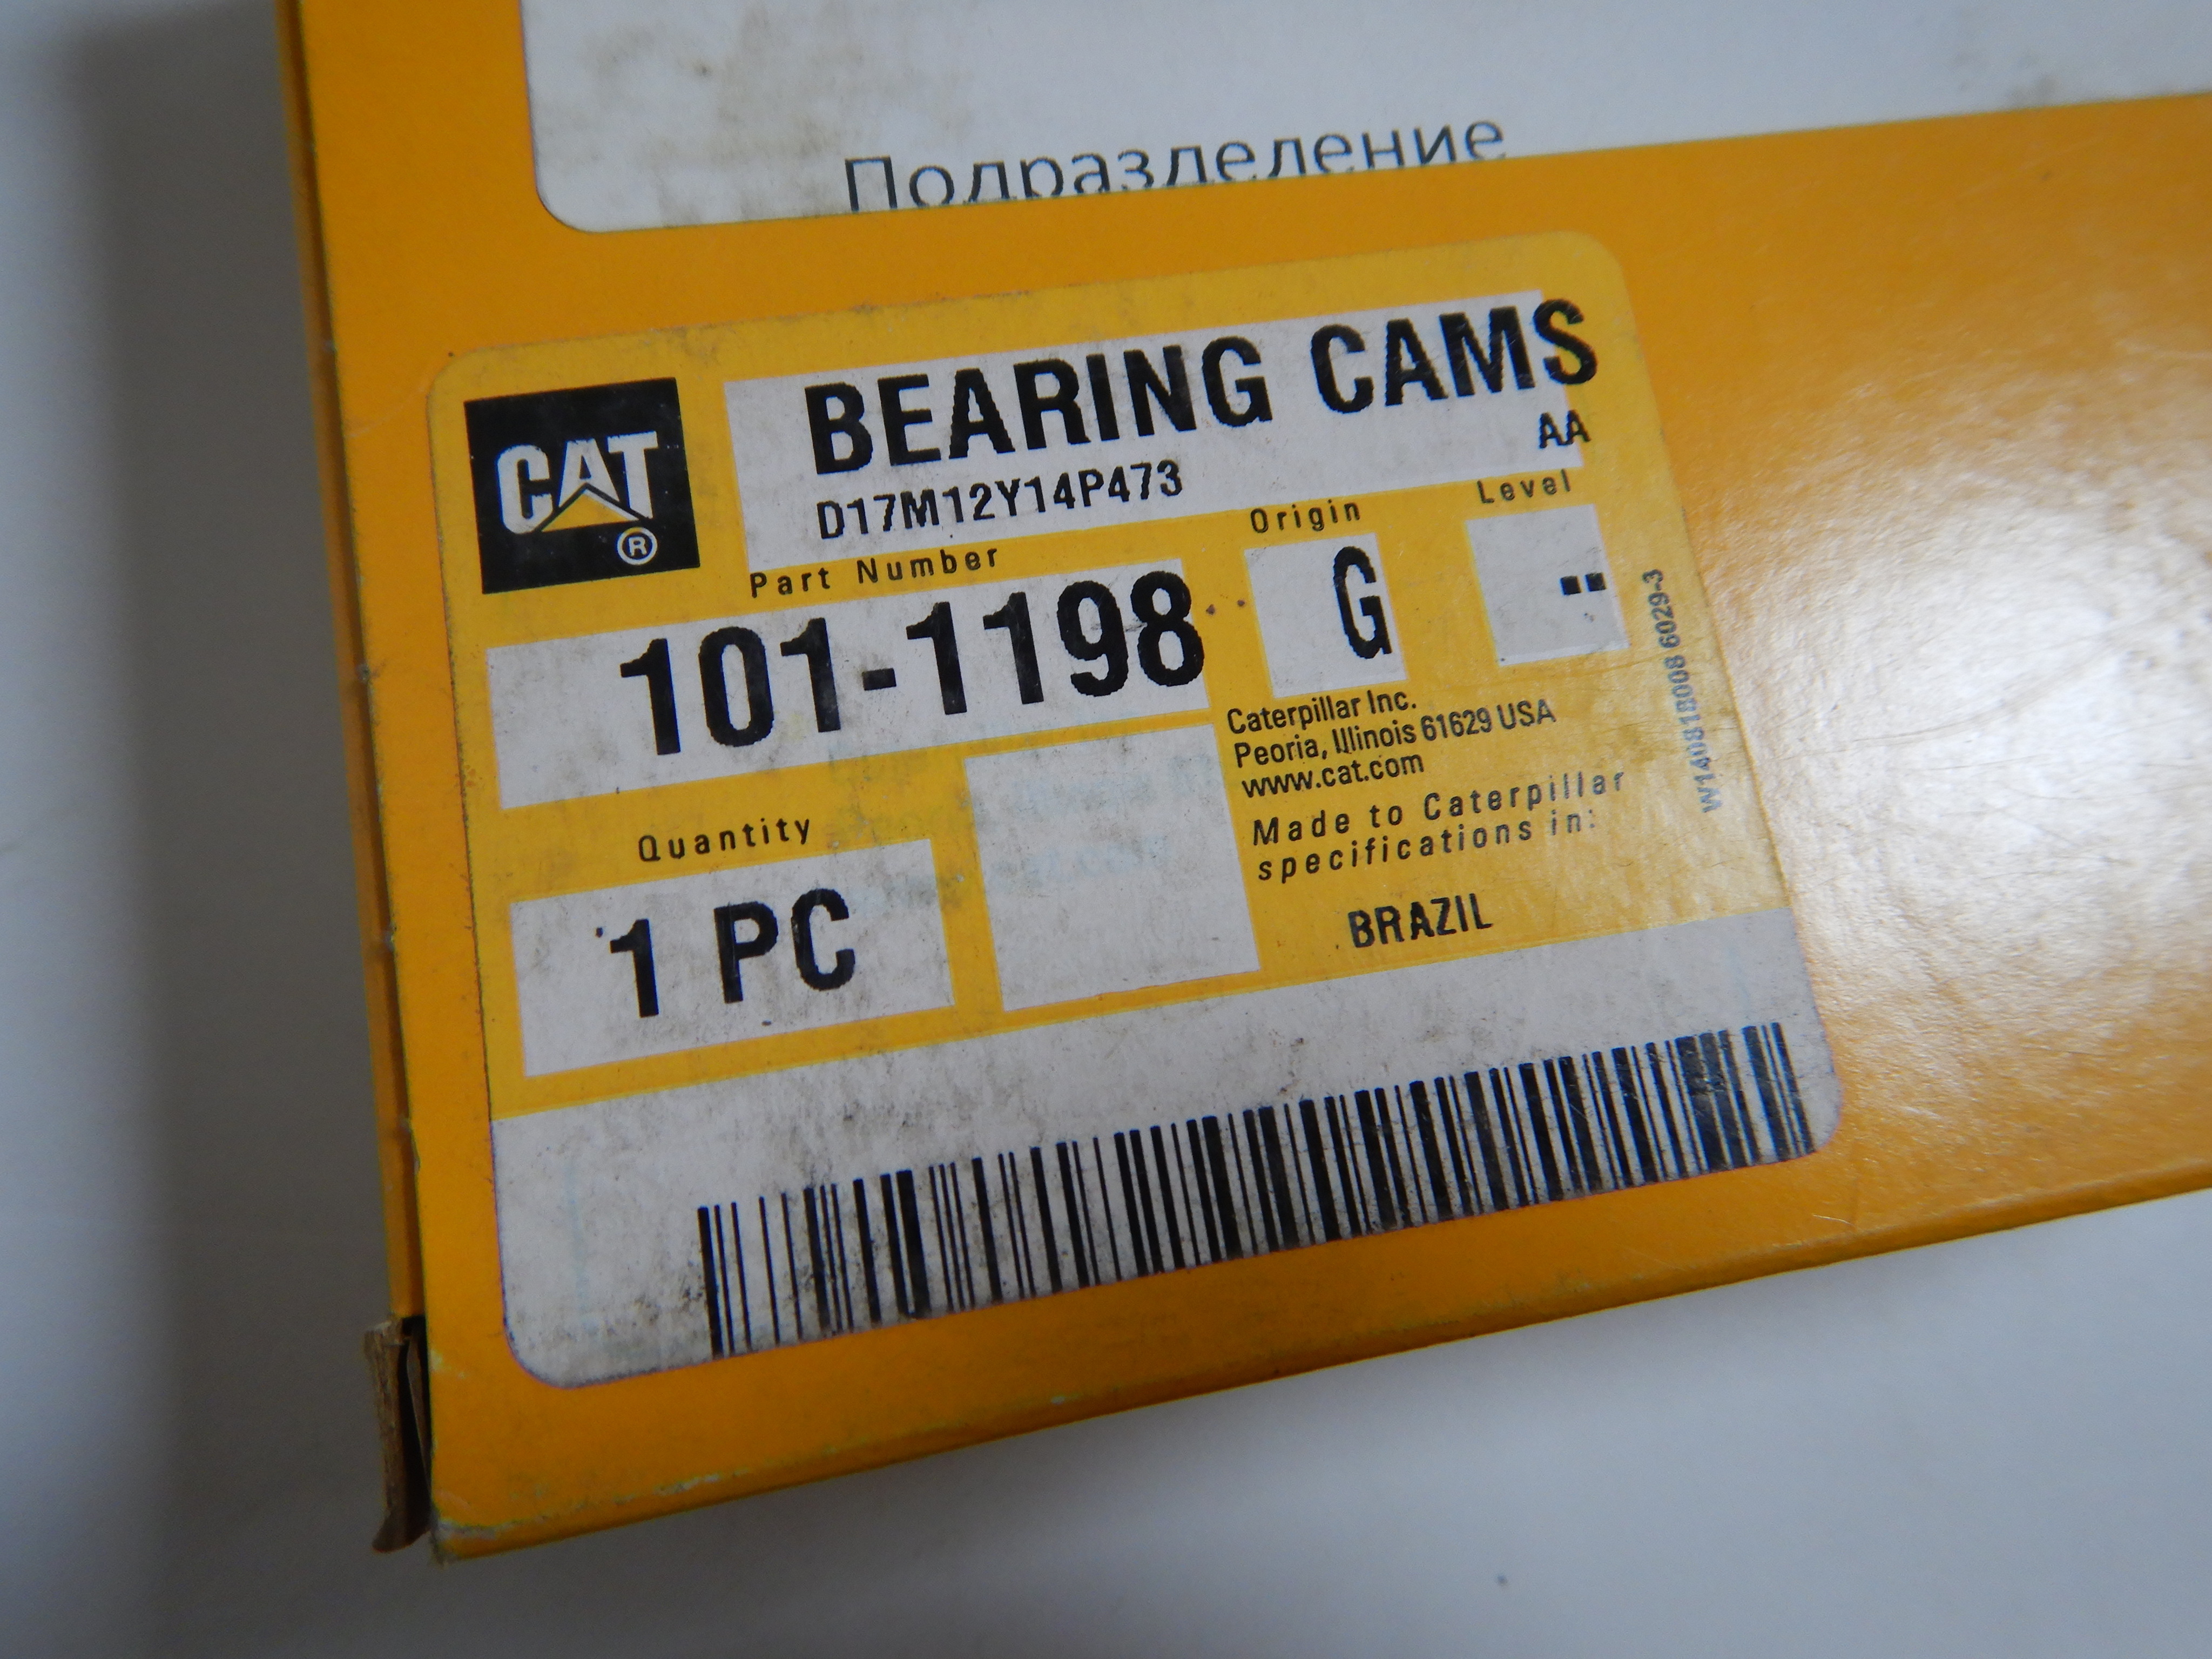 Подразделение
CAT
®
BEARING CAMS
AA
D17M12Y14P473
Part Number
Origin
Level
101-1198
G
--
Caterpillar Inc.
Peoria, Illinois 61629 USA
www.cat.com
Made to Caterpillar
specifications in:
BRAZIL
Quantity
1 PC
W140818008 6029-3